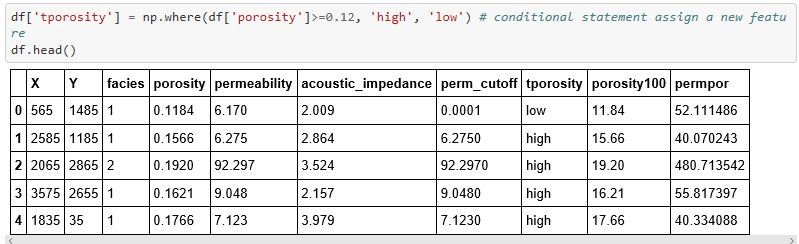 df['tporosity'] = np.where(df['porosity']>=0.12, 'high', 'low') # conditional statement assign a new featu
re
df.head()
X Y facies porosity permeability acoustic_impedance perm_cutoff tporosity porosity100 permpor
0 565 1485 1 0.1184 6.170 2.009 0.0001 low 11.84 52.111486
1 2585 1185 1 0.1566 6.275 2.864 6.2750 high 15.66 40.070243
2 2065 2865 2 0.1920 92.297 3.524 92.2970 high 19.20 480.713542
3 3575 2655 1 0.1621 9.048 2.157 9.0480 high 16.21 55.817397
4 1835 35 1 0.1766 7.123 3.979 7.1230 high 17.66 40.334088